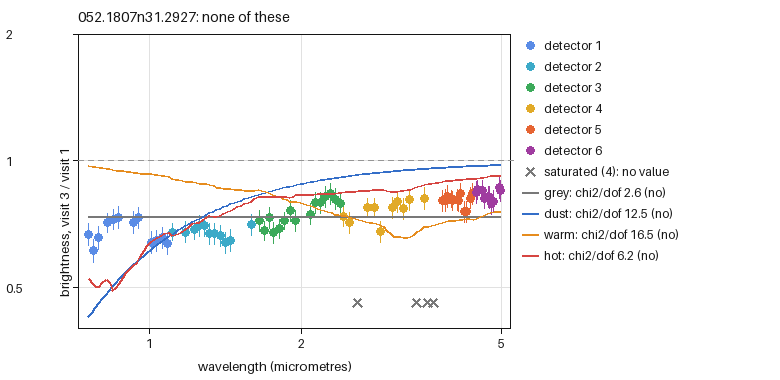 052.1807n31.2927: none of these
2
1
0.5
brightness, visit 3 / visit 1
1
2
5
wavelength (micrometres)
detector 1
detector 2
detector 3
detector 4
detector 5
detector 6
saturated (4): no value
grey: chi2/dof 2.6 (no)
dust: chi2/dof 12.5 (no)
warm: chi2/dof 16.5 (no)
hot: chi2/dof 6.2 (no)